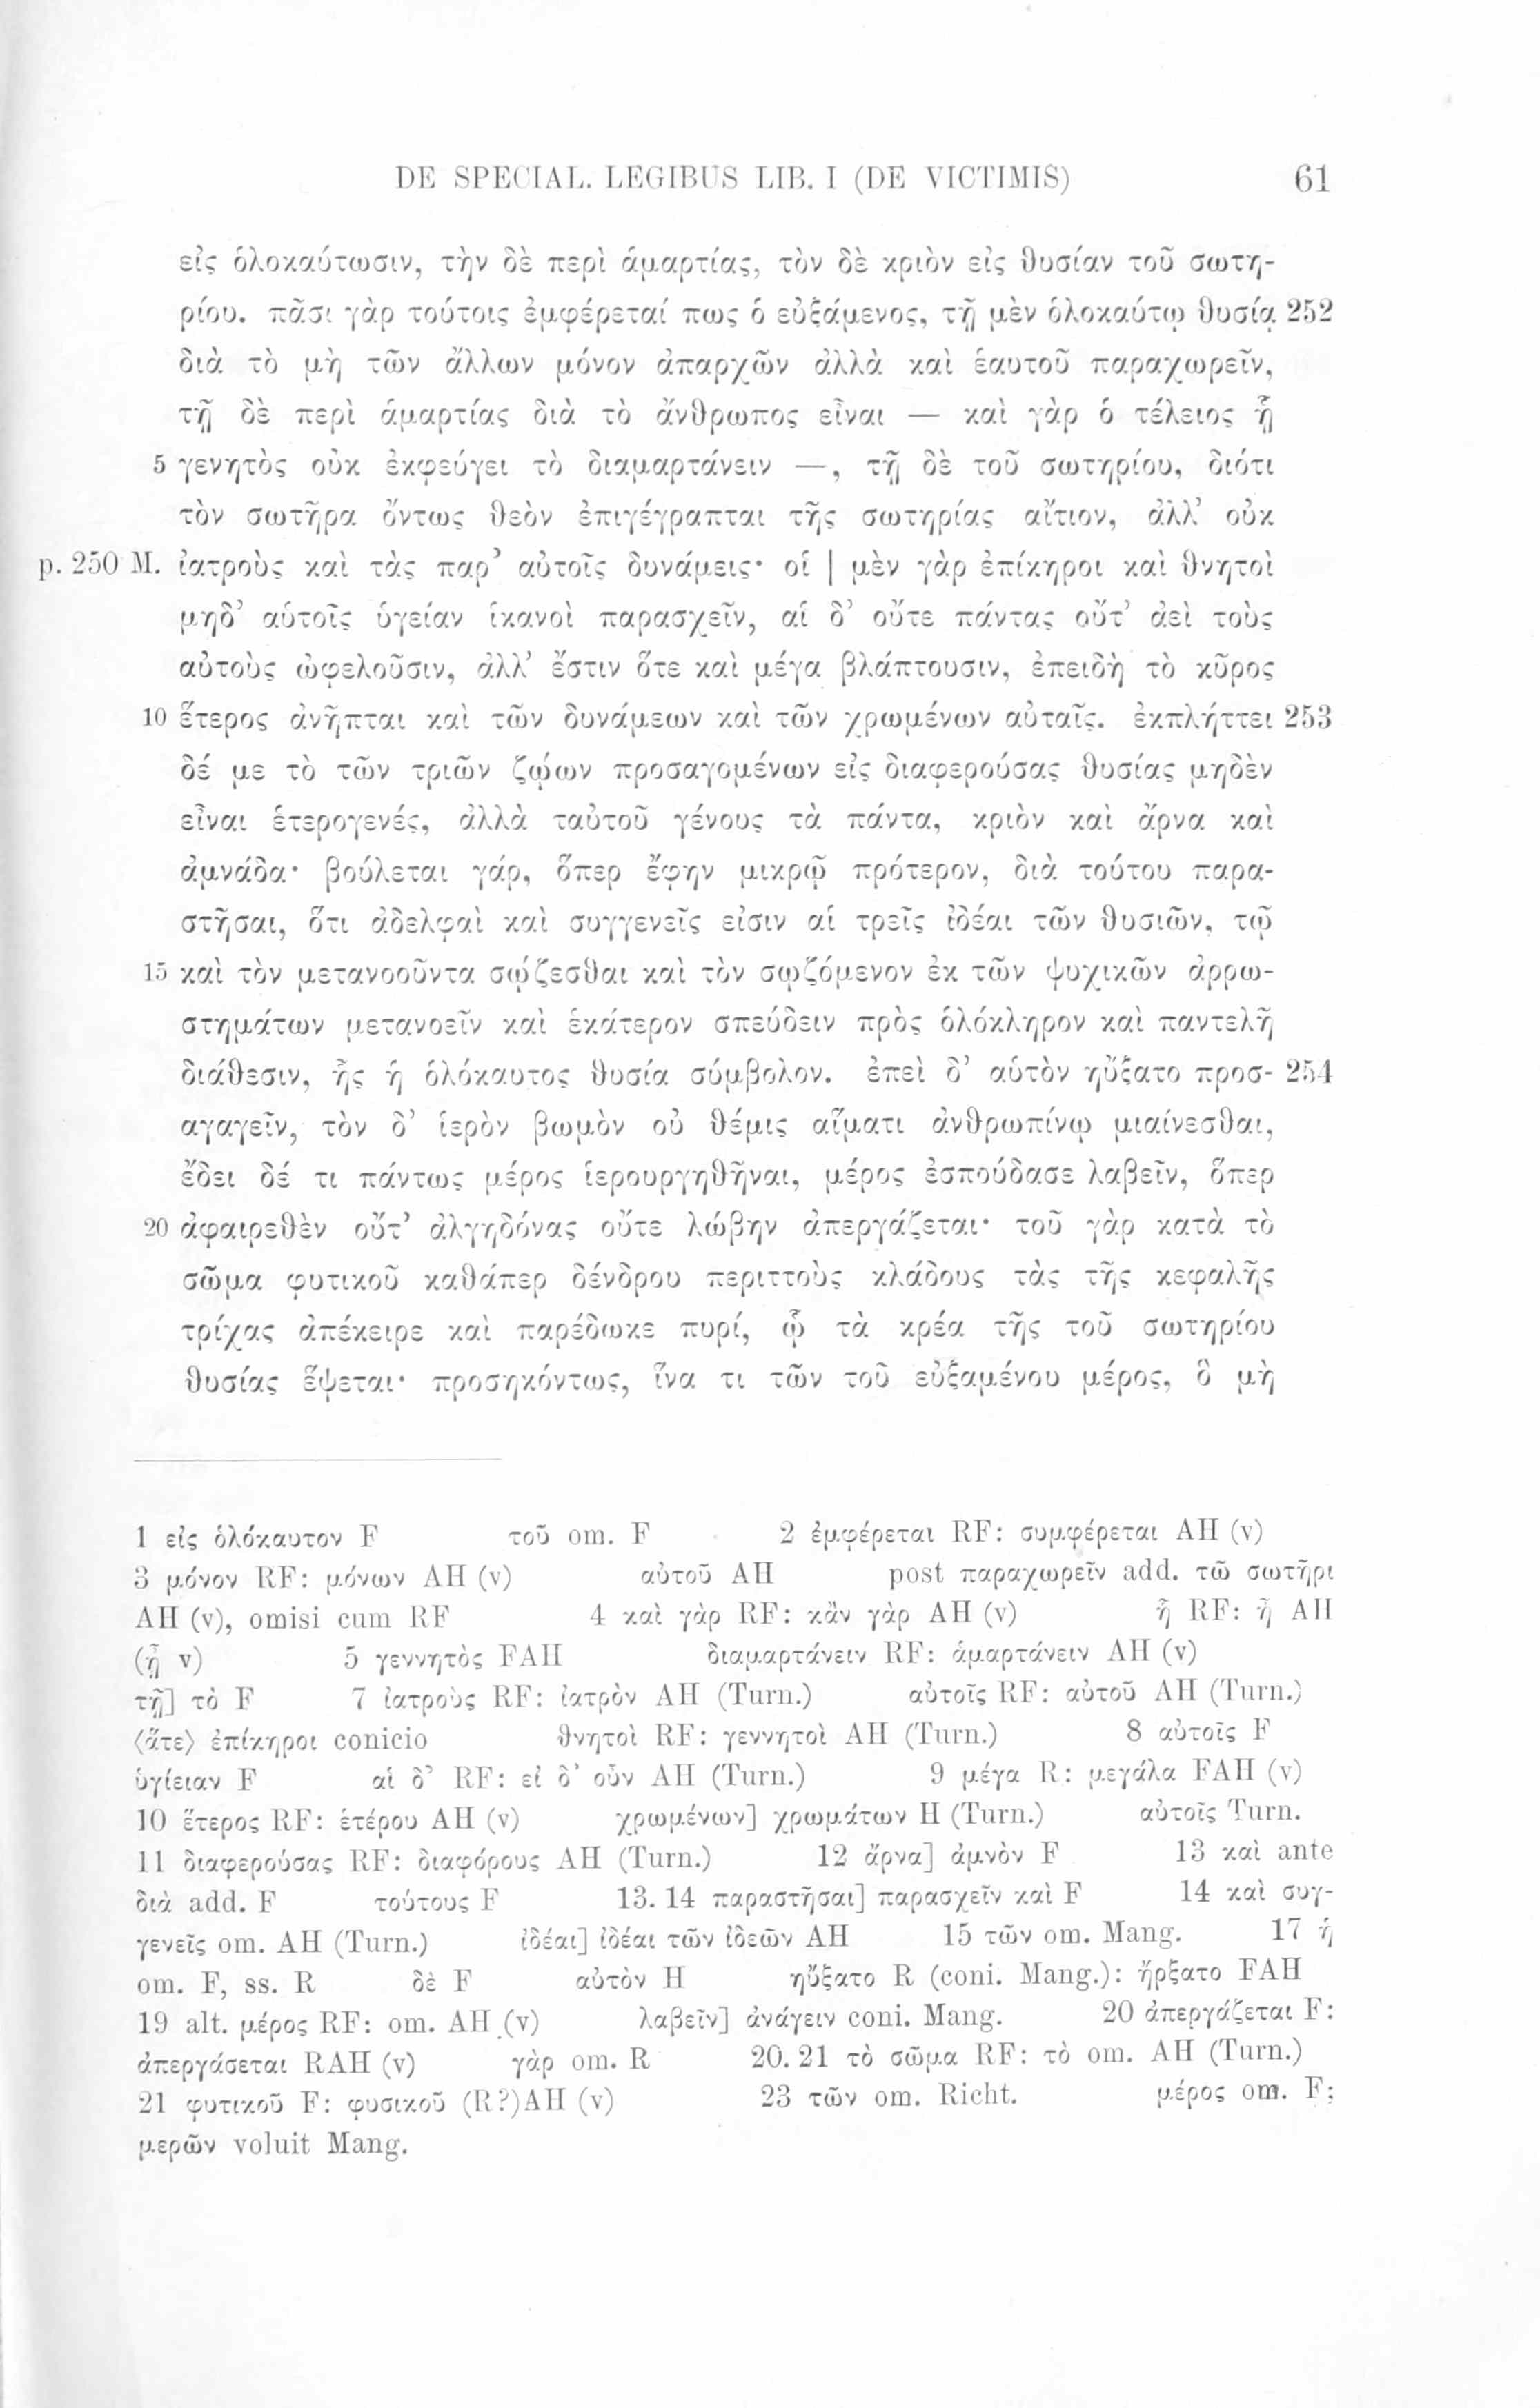 DE SPECIAL. LEGIBUS LIB. I (DE VICTIMIS) 61
εἰς ὁλοκαύτωσιν, τὴν δὲ περὶ ἁμαρτίας, τὸν δὲ κριὸν εἰς θυσίαν τοῦ σωτη-
ρίου. πᾶσι γὰρ τούτοις ἐμφέρεταί πως ὁ εὐξάμενος, τῇ μὲν ὁλοκαύτῳ θυσίᾳ 252
διὰ τὸ μὴ τῶν ἄλλων μόνον ἀπαρχῶν ἀλλὰ καὶ ἑαυτοῦ παραχωρεῖν,
τῇ δὲ περὶ ἁμαρτίας διὰ τὸ ἄνθρωπος εἶναι — καὶ γὰρ ὁ τέλειος ᾗ
5 γενητὸς οὐκ ἐκφεύγει τὸ διαμαρτάνειν —, τῇ δὲ τοῦ σωτηρίου, διότι
τὸν σωτῆρα ὄντως θεὸν ἐπιγέγραπται τῆς σωτηρίας αἴτιον, ἀλλ’ οὐκ
p. 250 M. ἰατροὺς καὶ τὰς παρ’ αὐτοῖς δυνάμεις· οἱ | μὲν γὰρ ἐπίκηροι καὶ θνητοὶ
μηδ’ αὑτοῖς ὑγείαν ἱκανοὶ παρασχεῖν, αἱ δ’ οὔτε πάντας οὔτ’ ἀεὶ τοὺς
αὐτοὺς ὠφελοῦσιν, ἀλλ’ ἔστιν ὅτε καὶ μέγα βλάπτουσιν, ἐπειδὴ τὸ κῦρος
10 ἕτερος ἀνῆπται καὶ τῶν δυνάμεων καὶ τῶν χρωμένων αὐταῖς. ἐκπλήττει 253
δέ με τὸ τῶν τριῶν ζῴων προσαγομένων εἰς διαφερούσας θυσίας μηδὲν
εἶναι ἑτερογενές, ἀλλὰ ταὐτοῦ γένους τὰ πάντα, κριὸν καὶ ἄρνα καὶ
ἀμνάδα· βούλεται γάρ, ὅπερ ἔφην μικρῷ πρότερον, διὰ τούτου παρα-
στῆσαι, ὅτι ἀδελφαὶ καὶ συγγενεῖς εἰσιν αἱ τρεῖς ἰδέαι τῶν θυσιῶν, τῷ
15 καὶ τὸν μετανοοῦντα σῴζεσθαι καὶ τὸν σῳζόμενον ἐκ τῶν ψυχικῶν ἀρρω-
στημάτων μετανοεῖν καὶ ἑκάτερον σπεύδειν πρὸς ὁλόκληρον καὶ παντελῆ
διάθεσιν, ἧς ἡ ὁλόκαυτος θυσία σύμβολον. ἐπεὶ δ’ αὑτὸν ηὔξατο προσ- 254
αγαγεῖν, τὸν δ’ ἱερὸν βωμὸν οὐ θέμις αἵματι ἀνθρωπίνῳ μιαίνεσθαι,
ἔδει δέ τι πάντως μέρος ἱερουργηθῆναι, μέρος ἐσπούδασε λαβεῖν, ὅπερ
20 ἀφαιρεθὲν οὔτ’ ἀλγηδόνας οὔτε λώβην ἀπεργάζεται· τοῦ γὰρ κατὰ τὸ
σῶμα φυτικοῦ καθάπερ δένδρου περιττοὺς κλάδους τὰς τῆς κεφαλῆς
τρίχας ἀπέκειρε καὶ παρέδωκε πυρί, ᾧ τὰ κρέα τῆς τοῦ σωτηρίου
θυσίας ἕψεται· προσηκόντως, ἵνα τι τῶν τοῦ εὐξαμένου μέρος, ὃ μὴ
1 εἰς ὁλόκαυτον F τοῦ om. F 2 ἐμφέρεται RF: συμφέρεται AH (v)
3 μόνον RF: μόνων AH (v) αὐτοῦ AH post παραχωρεῖν add. τῶ σωτῆρι
AH (v), omisi cum RF 4 καὶ γὰρ RF: κἂν γὰρ AH (v) ᾗ RF: ἦ AH
(ᾖ v) 5 γεννητὸς FAH διαμαρτάνειν RF: ἁμαρτάνειν AH (v)
τῇ] τὸ F 7 ἰατροὺς RF: ἰατρὸν AH (Turn.) αὐτοῖς RF: αὐτοῦ AH (Turn.)
⟨ἅτε⟩ ἐπίκηροι conicio θνητοὶ RF: γεννητοὶ AH (Turn.) 8 αὐτοῖς F
ὑγίειαν F αἱ δ’ RF: εἰ δ’ οὖν AH (Turn.) 9 μέγα R: μεγάλα FAH (v)
10 ἕτερος RF: ἑτέρου AH (v) χρωμένων] χρωμάτων H (Turn.) αὐτοῖς Turn.
11 διαφερούσας RF: διαφόρους AH (Turn.) 12 ἄρνα] ἀμνὸν F 13 καὶ ante
διὰ add. F τούτους F 13. 14 παραστῆσαι] παρασχεῖν καὶ F 14 καὶ συγ-
γενεῖς om. AH (Turn.) ἰδέαι] ἰδέαι τῶν ἰδεῶν AH 15 τῶν om. Mang. 17 ἡ
om. F, ss. R δὲ F αὐτὸν H ηὔξατο R (coni. Mang.): ἤρξατο FAH
19 alt. μέρος RF: om. AH (v) λαβεῖν] ἀνάγειν coni. Mang. 20 ἀπεργάζεται F:
ἀπεργάσεται RAH (v) γὰρ om. R 20. 21 τὸ σῶμα RF: τὸ om. AH (Turn.)
21 φυτικοῦ F: φυσικοῦ (R?)AH (v) 23 τῶν om. Richt. μέρος om. F;
μερῶν voluit Mang.